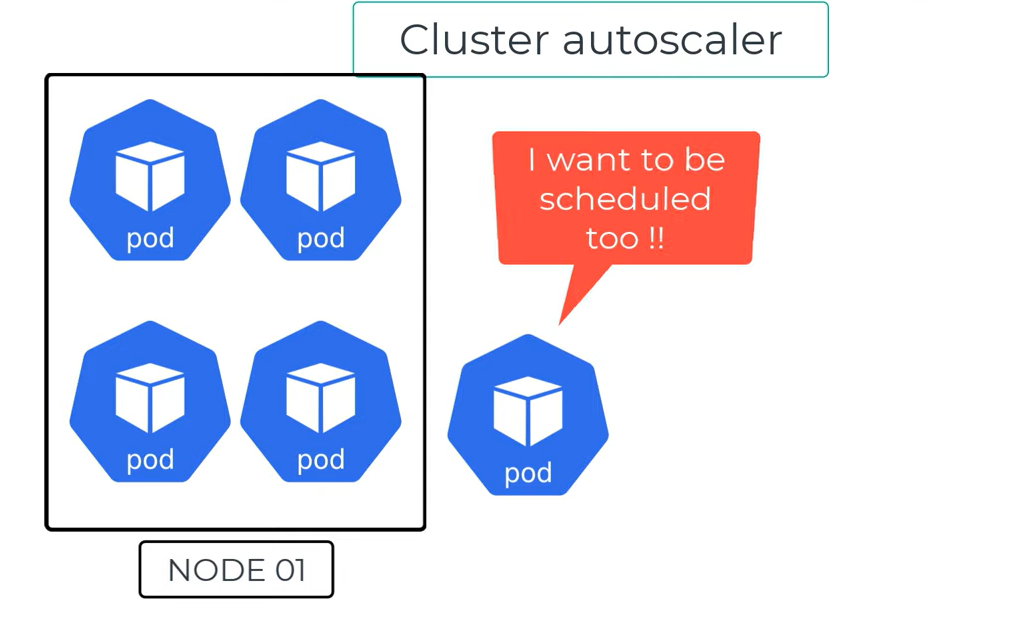 Cluster autoscaler
pod pod
I want to be
scheduled
too !!
pod pod
pod
NODE 01